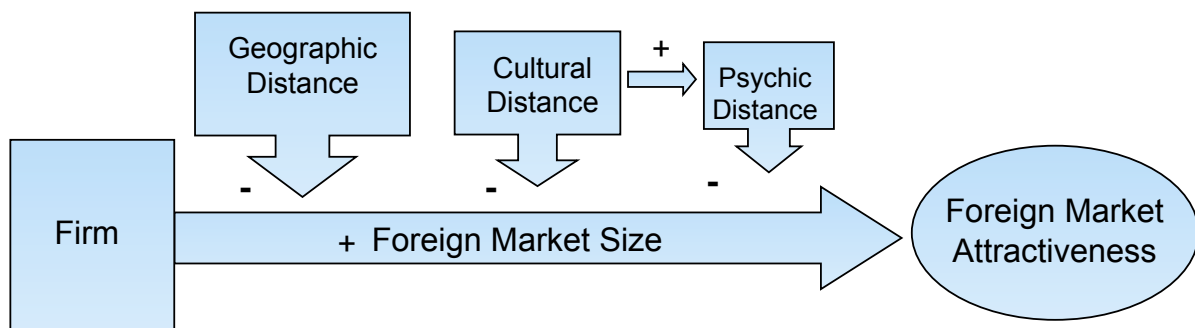 Geographic
Distance
Cultural
Distance
+
Psychic
Distance
-
-
-
Firm
+ Foreign Market Size
Foreign Market
Attractiveness